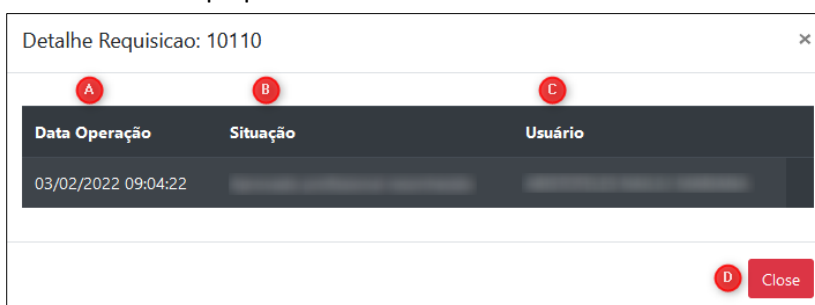 Detalhe Requisicao: 10110 ×
A B C
Data Operação Situação Usuário
03/02/2022 09:04:22
D Close